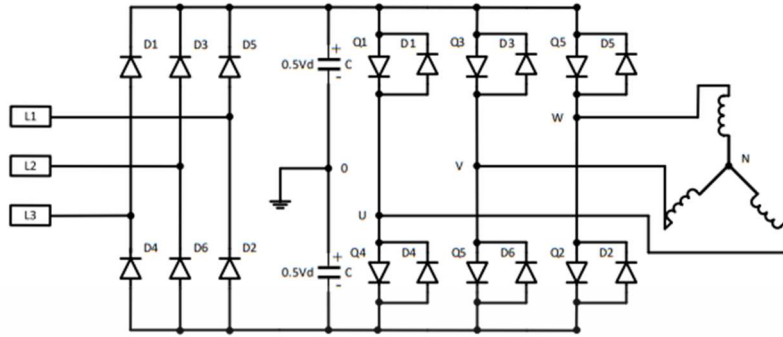 D1 D3 D5 + 0.5Vd C - Q1 D1 Q3 D3 Q5 D5
L1
W
L2 0 V N
L3 U
D4 D6 D2 + 0.5Vd C - Q4 D4 Q5 D6 Q2 D2